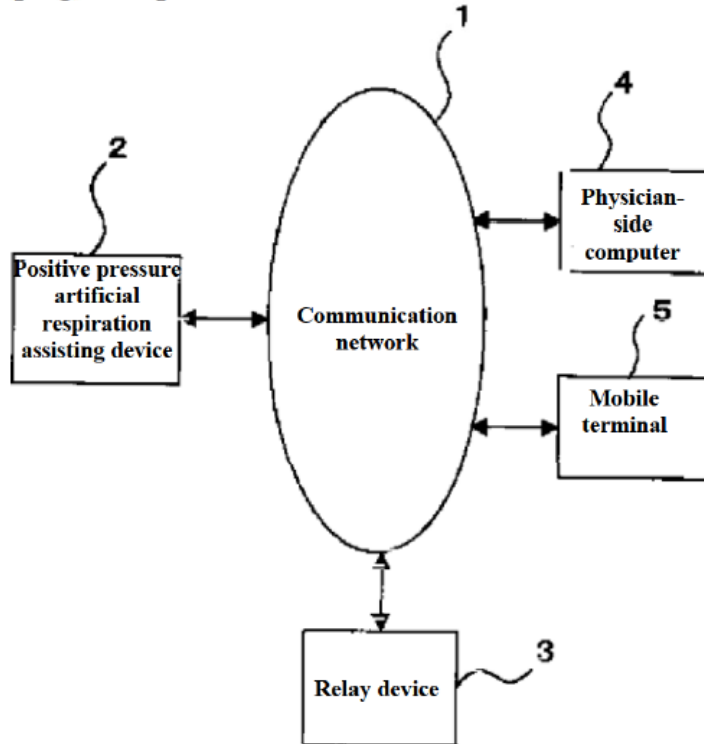 1
4
2
Physician-
side
computer
Positive pressure
artificial
respiration
assisting device
Communication
network
5
Mobile
terminal
3
Relay device